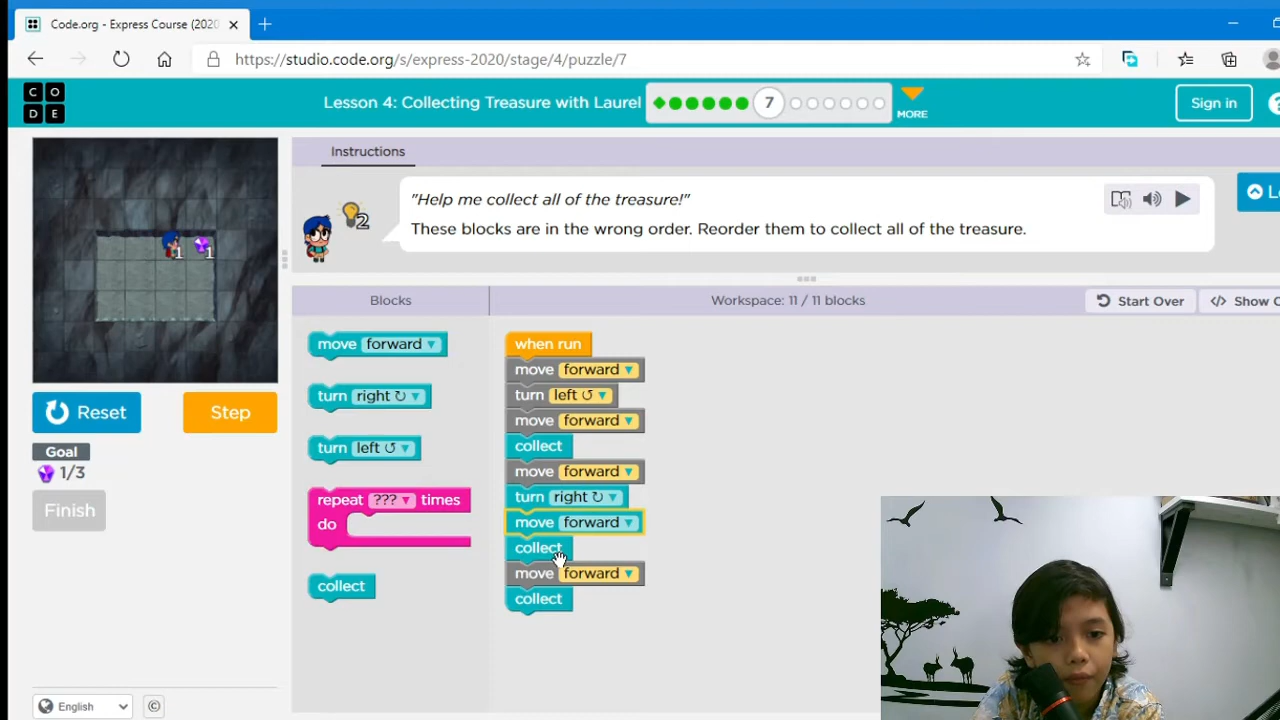 Code.org - Express Course (2020
https://studio.code.org/s/express-2020/stage/4/puzzle/7
C O
D E
Lesson 4: Collecting Treasure with Laurel
7
MORE
Sign in
?
Instructions
2
"Help me collect all of the treasure!"
These blocks are in the wrong order. Reorder them to collect all of the treasure.
1 1
Blocks
Workspace: 11 / 11 blocks
Start Over
</> Show
move forward
turn right
turn left
repeat ??? times
do
collect
when run
move forward
turn left
move forward
collect
move forward
turn right
move forward
collect
move forward
collect
Reset
Step
Goal
1/3
Finish
English
©